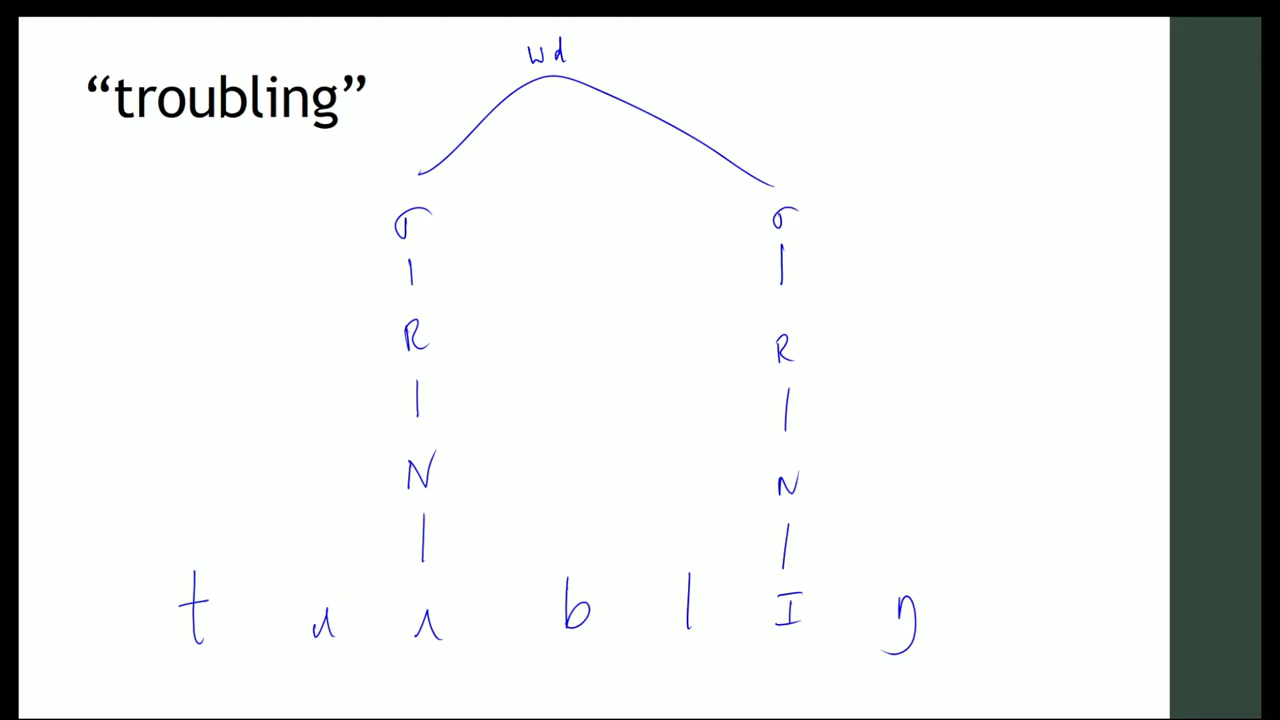 wd
“troubling”
σ σ
R R
N N
t ɹ ʌ b l I ŋ